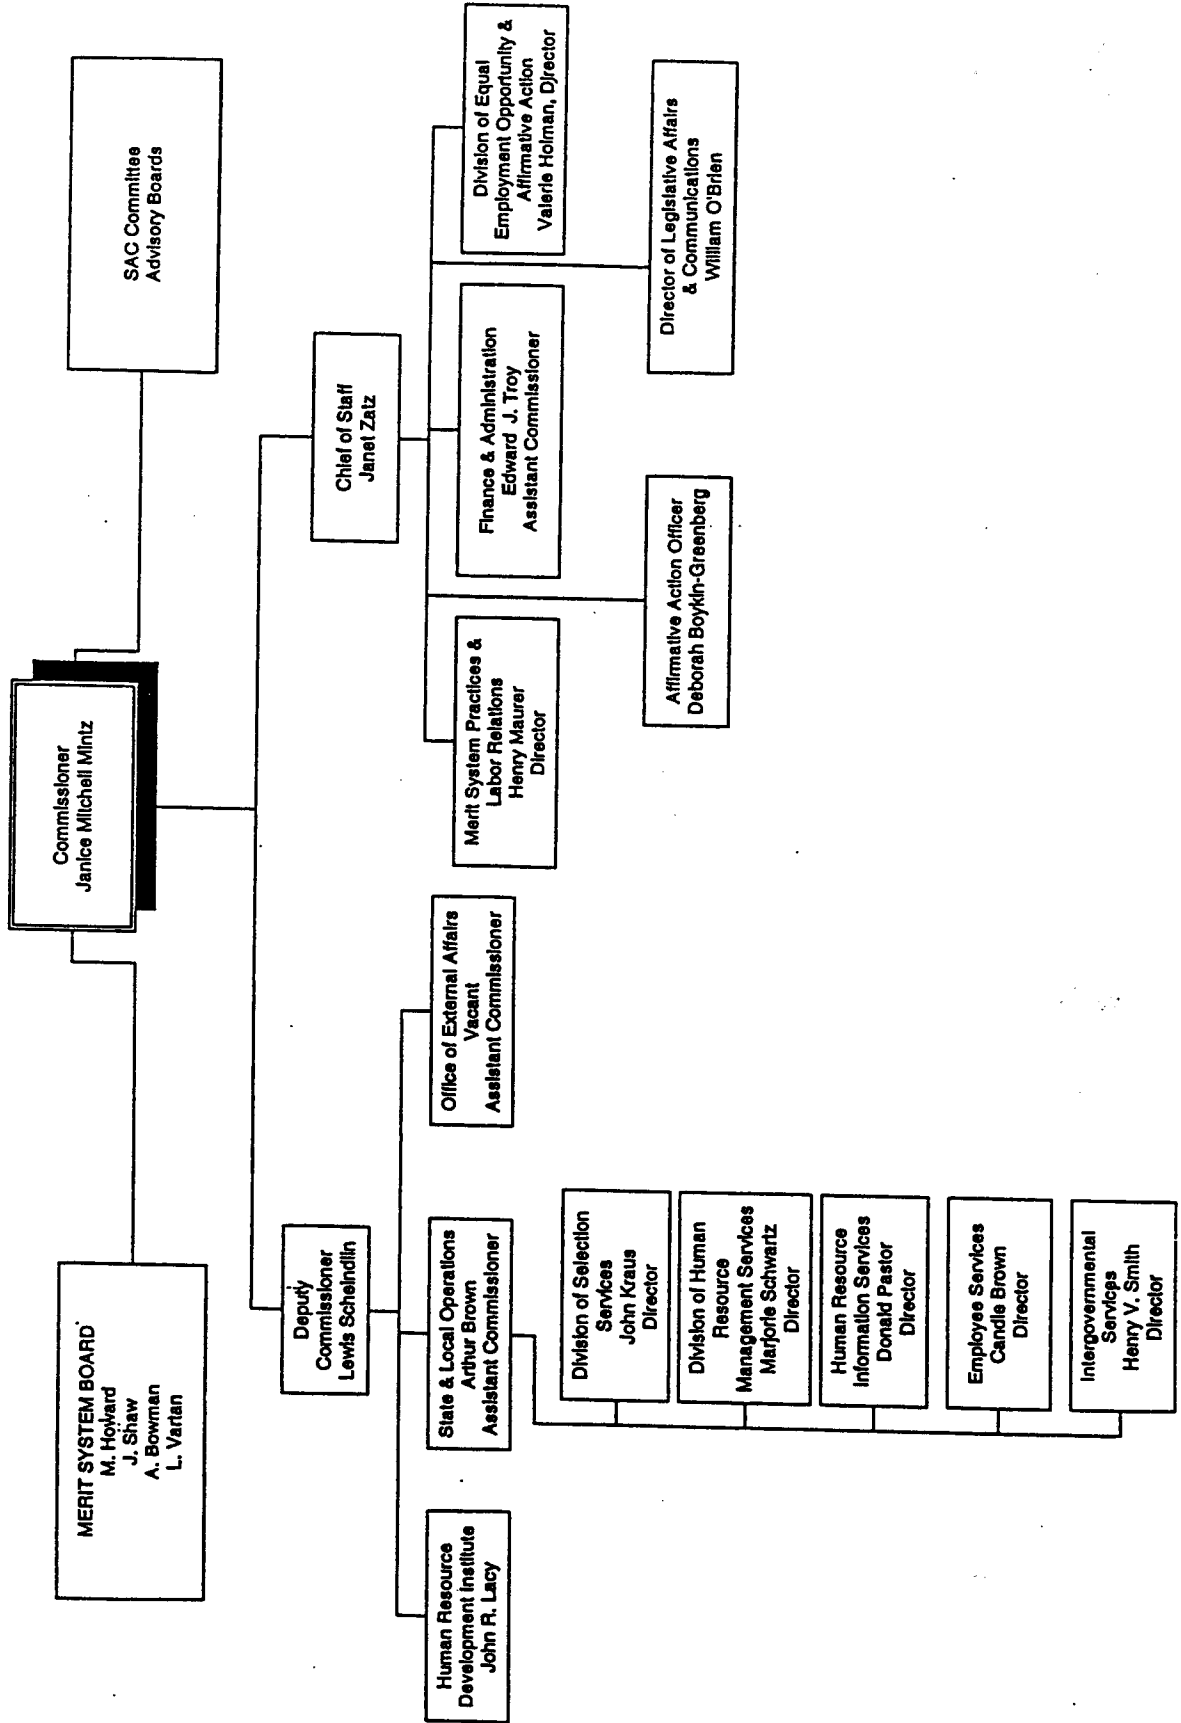 Commissioner
Janice Mitchell Mintz
MERIT SYSTEM BOARD
M. Howard
J. Shaw
A. Bowman
L. Vartan
SAC Committee
Advisory Boards
Deputy
Commissioner
Lewis Scheindlin
Chief of Staff
Janet Zatz
Human Resource
Development Institute
John R. Lacy
State & Local Operations
Arthur Brown
Assistant Commissioner
Office of External Affairs
Vacant
Assistant Commissioner
Merit System Practices &
Labor Relations
Henry Maurer
Director
Finance & Administration
Edward J. Troy
Assistant Commissioner
Division of Equal
Employment Opportunity &
Affirmative Action
Valerie Holman, Director
Affirmative Action Officer
Deborah Boykin-Greenberg
Director of Legislative Affairs
& Communications
William O'Brien
Division of Selection
Services
John Kraus
Director
Division of Human
Resource
Management Services
Marjorie Schwartz
Director
Human Resource
Information Services
Donald Pastor
Director
Employee Services
Candie Brown
Director
Intergovernmental
Services
Henry V. Smith
Director